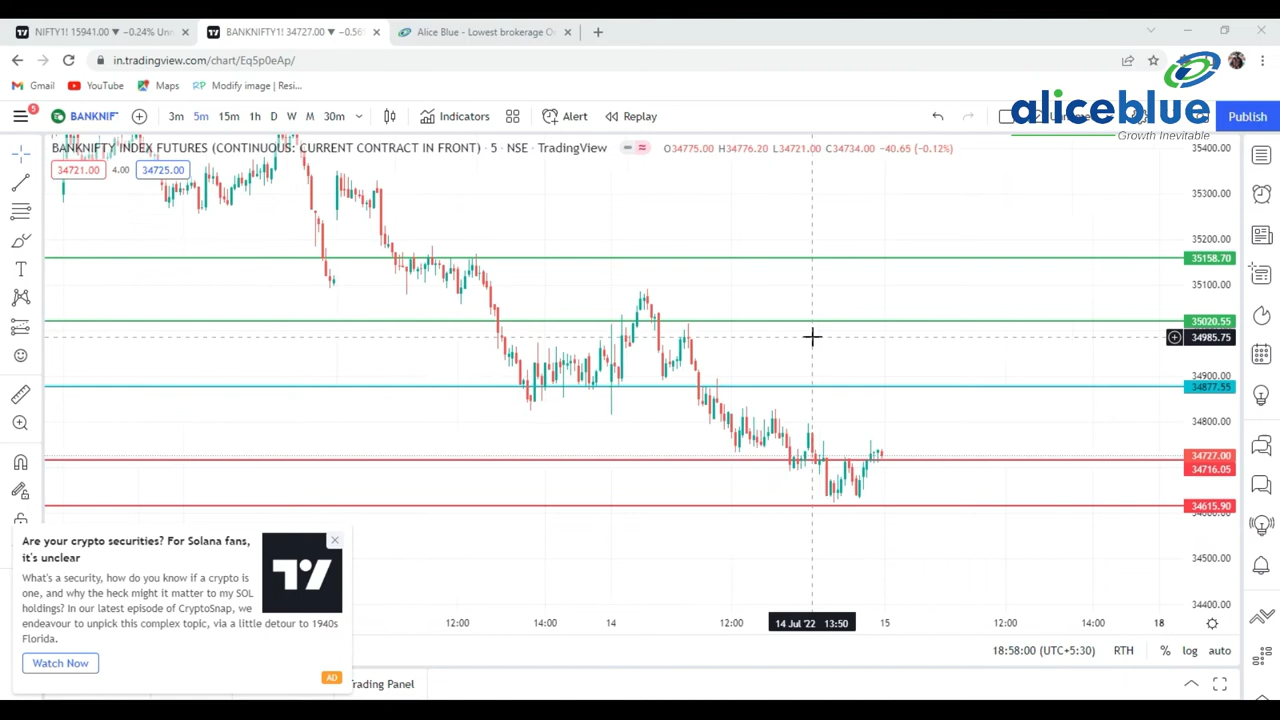 NIFTY1! 15941.00 ▼ −0.24% Unn
BANKNIFTY1! 34727.00 ▼ −0.56
Alice Blue - Lowest brokerage O
in.tradingview.com/chart/Eq5p0eAp/
Gmail
YouTube
Maps
Modify image | Resi...
aliceblue
Growth Inevitable
5
BANKNIF
3m 5m 15m 1h D W M 30m
Indicators
Alert
Replay
Publish
BANKNIFTY INDEX FUTURES (CONTINUOUS: CURRENT CONTRACT IN FRONT) · 5 · NSE · TradingView
O34775.00 H34776.20 L34721.00 C34734.00 −40.65 (−0.12%)
34721.00 4.00 34725.00
35400.00
35300.00
35200.00
35158.70
35100.00
35020.55
34985.75
34900.00
34877.55
34800.00
34727.00
34716.05
34615.90
34500.00
34400.00
Are your crypto securities? For Solana fans,
it's unclear
What's a security, how do you know if a crypto is
one, and why the heck might it matter to my SOL
holdings? In our latest episode of CryptoSnap, we
endeavour to unpick this complex topic, via a little detour to 1940s
Florida.
Watch Now
AD
12:00 14:00 14 12:00 14 Jul '22 13:50 15 12:00 14:00 18
18:58:00 (UTC+5:30) RTH % log auto
Trading Panel